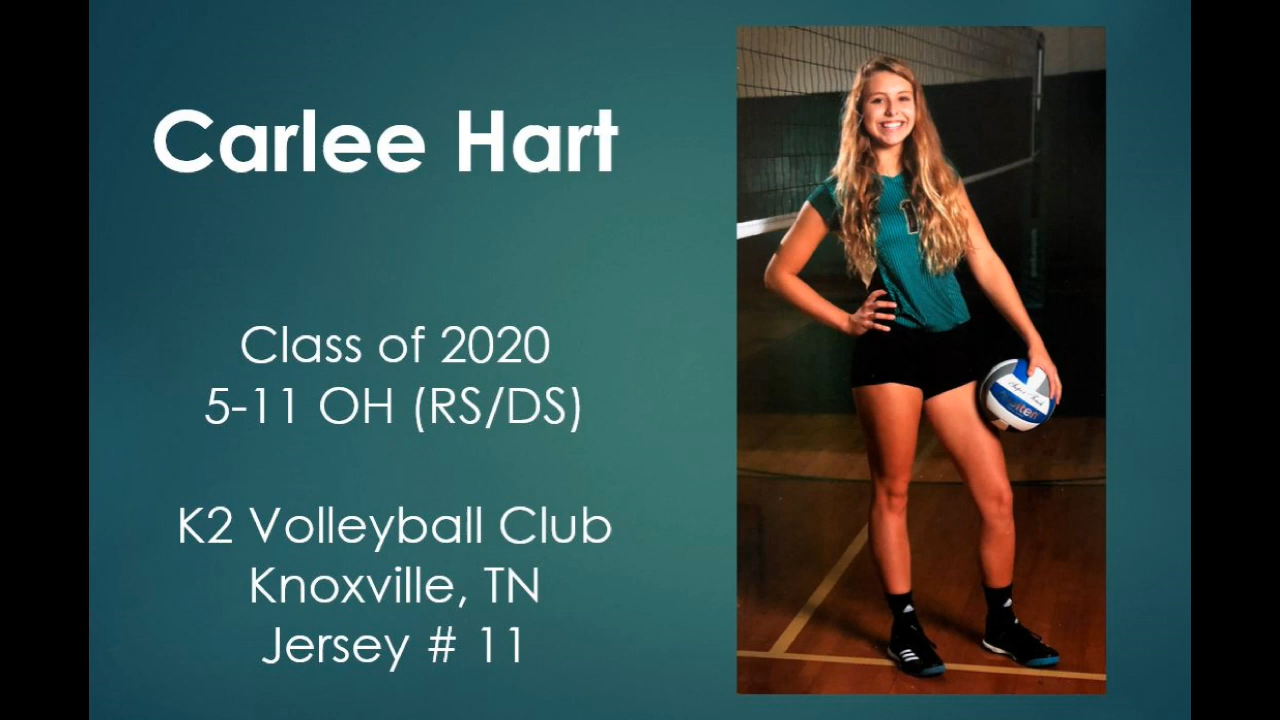 Carlee Hart
Class of 2020
5-11 OH (RS/DS)
K2 Volleyball Club
Knoxville, TN
Jersey # 11